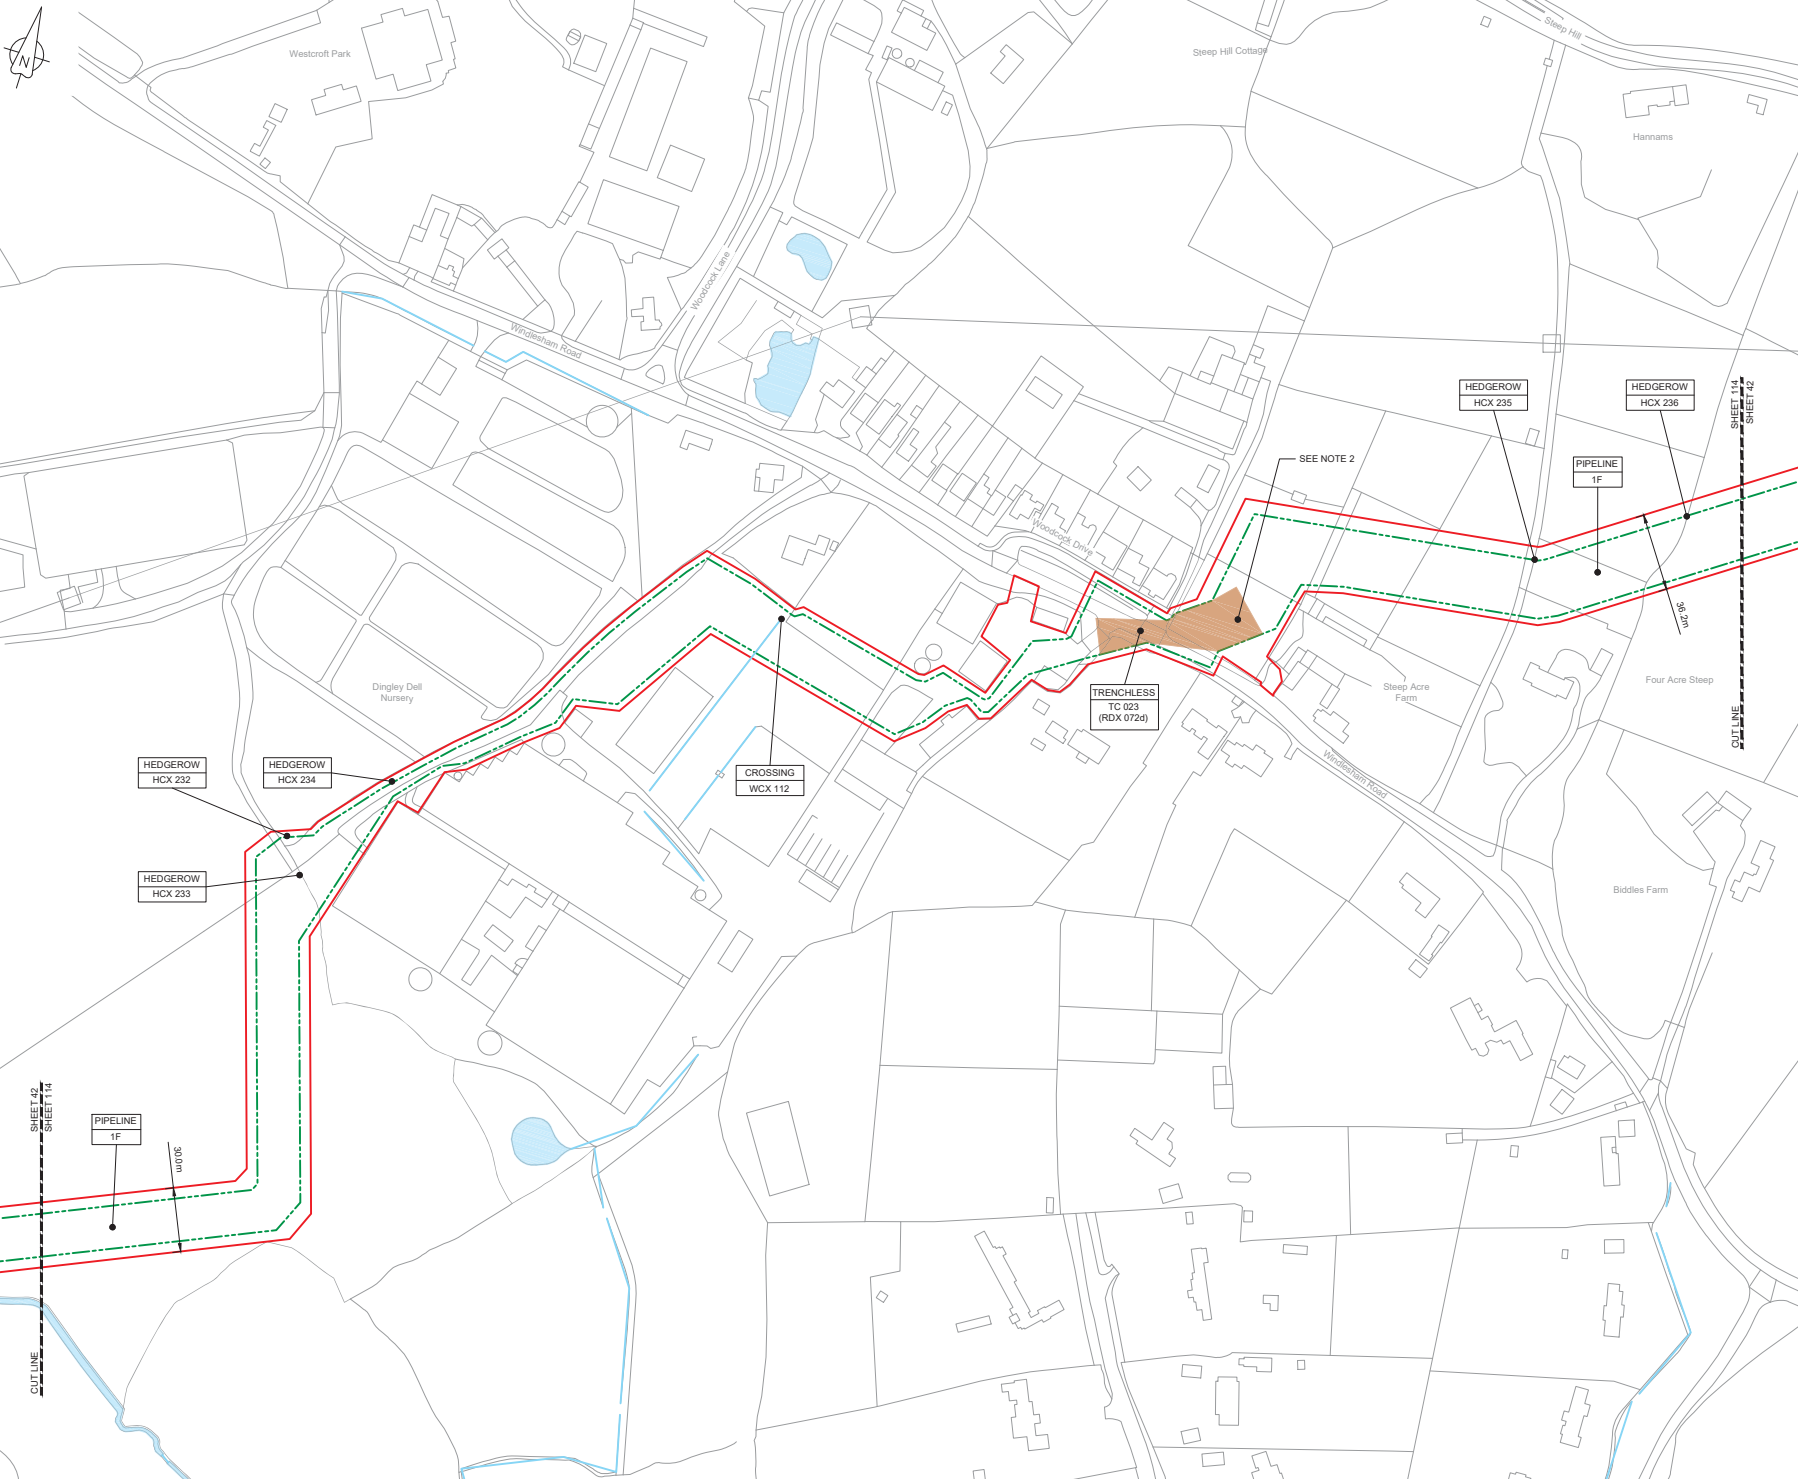 N
Westcroft Park
Steep Hill Cottage
Steep Hill
Hannams
Woodcock Lane
Windlesham Road
HEDGEROW
HCX 235
HEDGEROW
HCX 236
SHEET 114
SHEET 42
PIPELINE
1F
SEE NOTE 2
Woodcock Drive
36.2m
Dingley Dell
Nursery
TRENCHLESS
TC 023
(RDX 072d)
Steep Acre
Farm
Four Acre Steep
CUT LINE
HEDGEROW
HCX 232
HEDGEROW
HCX 234
CROSSING
WCX 112
Windlesham Road
HEDGEROW
HCX 233
Biddles Farm
SHEET 42
SHEET 114
PIPELINE
1F
30.0m
CUT LINE